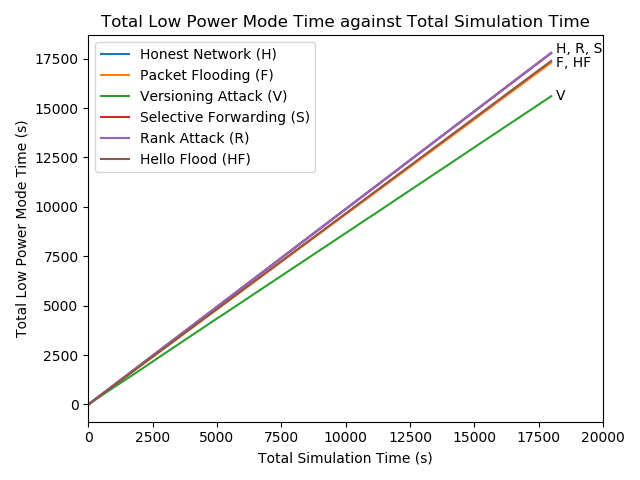 Total Low Power Mode Time against Total Simulation Time
17500
15000
12500
10000
7500
5000
2500
0
Total Low Power Mode Time (s)
Honest Network (H)
Packet Flooding (F)
Versioning Attack (V)
Selective Forwarding (S)
Rank Attack (R)
Hello Flood (HF)
H, R, S
F, HF
V
0 2500 5000 7500 10000 12500 15000 17500 20000
Total Simulation Time (s)